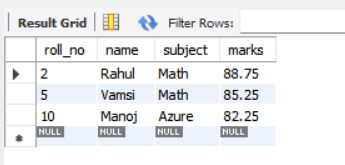 Result Grid Filter Rows:
roll_no name subject marks
2 Rahul Math 88.75
5 Vamsi Math 85.25
10 Manoj Azure 82.25
NULL NULL NULL NULL